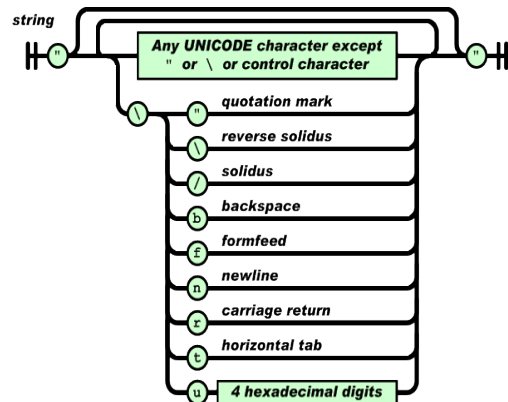 string
" Any UNICODE character except "
" or \ or control character
\ " quotation mark
\ reverse solidus
/ solidus
b backspace
f formfeed
n newline
r carriage return
t horizontal tab
u 4 hexadecimal digits